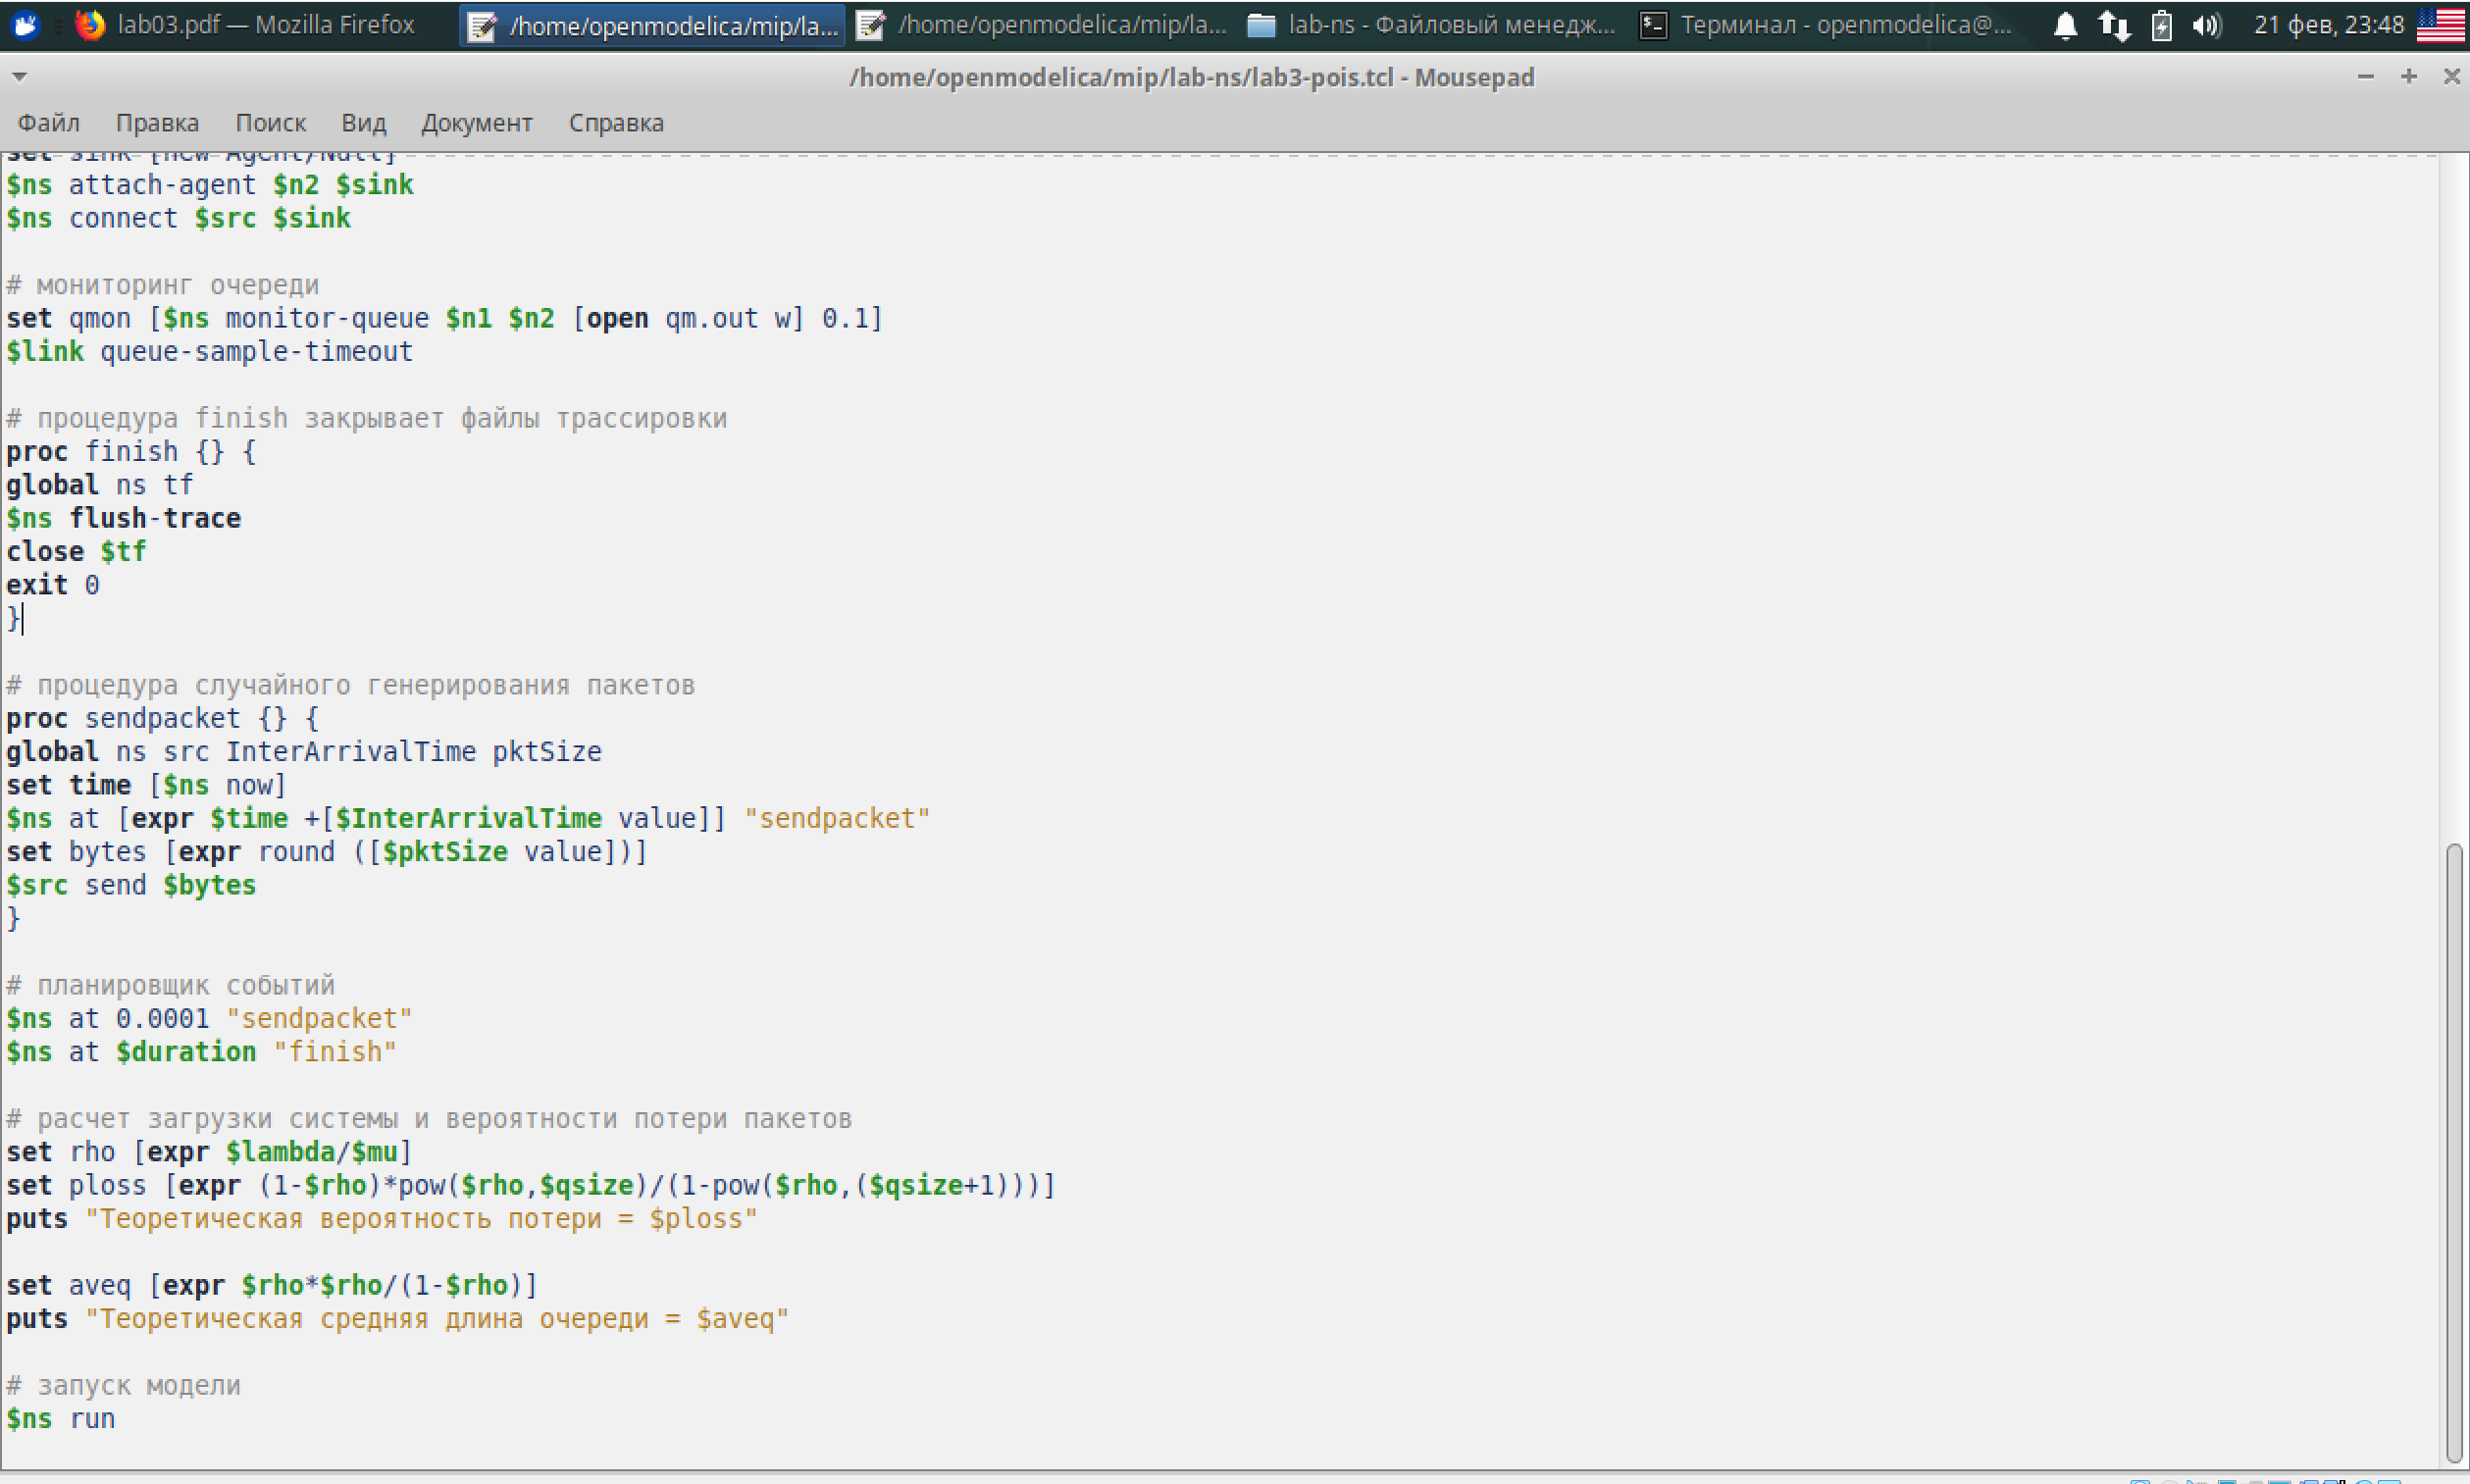 lab03.pdf — Mozilla Firefox /home/openmodelica/mip/la... /home/openmodelica/mip/la... lab-ns - Файловый менедж... Терминал - openmodelica@... 21 фев, 23:48
/home/openmodelica/mip/lab-ns/lab3-pois.tcl - Mousepad
Файл Правка Поиск Вид Документ Справка
set sink [new Agent/Null]
$ns attach-agent $n2 $sink
$ns connect $src $sink
# мониторинг очереди
set qmon [$ns monitor-queue $n1 $n2 [open qm.out w] 0.1]
$link queue-sample-timeout
# процедура finish закрывает файлы трассировки
proc finish {} {
global ns tf
$ns flush-trace
close $tf
exit 0
}
# процедура случайного генерирования пакетов
proc sendpacket {} {
global ns src InterArrivalTime pktSize
set time [$ns now]
$ns at [expr $time +[$InterArrivalTime value]] "sendpacket"
set bytes [expr round ([$pktSize value])]
$src send $bytes
}
# планировщик событий
$ns at 0.0001 "sendpacket"
$ns at $duration "finish"
# расчет загрузки системы и вероятности потери пакетов
set rho [expr $lambda/$mu]
set ploss [expr (1-$rho)*pow($rho,$qsize)/(1-pow($rho,($qsize+1)))]
puts "Теоретическая вероятность потери = $ploss"
set aveq [expr $rho*$rho/(1-$rho)]
puts "Теоретическая средняя длина очереди = $aveq"
# запуск модели
$ns run